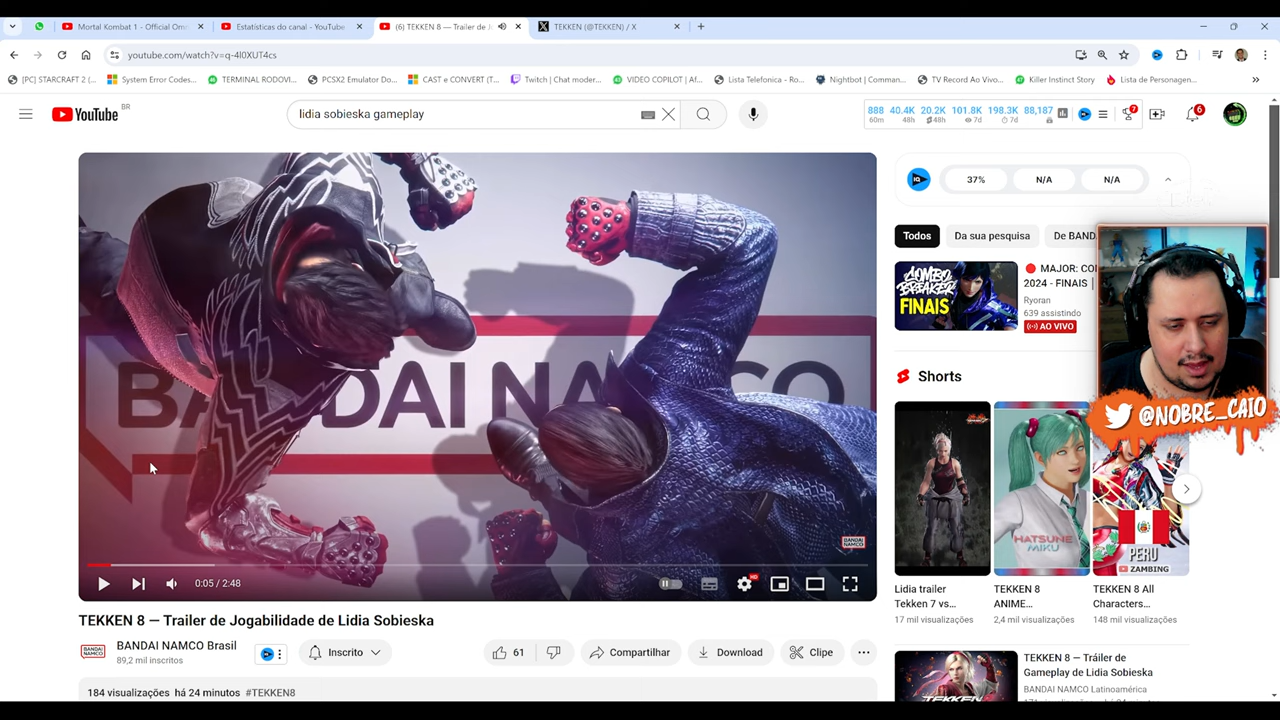 Mortal Kombat 1 - Official Om
Estatísticas do canal - YouTube
(6) TEKKEN 8 — Trailer de J
TEKKEN (@TEKKEN) / X
youtube.com/watch?v=q-4l0XUT4cs
[PC] STARCRAFT 2 (...
System Error Codes...
TERMINAL RODOVI...
PCSX2 Emulator Do...
CAST e CONVERT (T...
Twitch | Chat moder...
VIDEO COPILOT | Af...
Lista Telefonica - Ro...
Nightbot | Comman...
TV Record Ao Vivo...
Killer Instinct Story
Lista de Personagen...
YouTube BR
lidia sobieska gameplay
888 40.4K 20.2K 101.8K 198.3K 88,187
60m 48h 48h 7d 7d
7
6
37% N/A N/A
Todos
Da sua pesquisa
De BAND
COMBO BREAKER
FINAIS
MAJOR: CO
2024 - FINAIS |
Ryoran
639 assistindo
AO VIVO
@NOBRE_CAIO
Shorts
HATSUNE
MIKU
PERU
ZAMBING
Lidia trailer
Tekken 7 vs...
17 mil visualizações
TEKKEN 8
ANIME...
2,4 mil visualizações
TEKKEN 8 All
Characters...
148 mil visualizações
BANDAI NAMCO
BANDAI
NAMCO
0:05 / 2:48
HD
TEKKEN 8 — Trailer de Jogabilidade de Lidia Sobieska
BANDAI NAMCO Brasil
89,2 mil inscritos
Inscrito
61
Compartilhar
Download
Clipe
184 visualizações há 24 minutos #TEKKEN8
TEKKEN 8 — Tráiler de
Gameplay de Lidia Sobieska
BANDAI NAMCO Latinoamérica